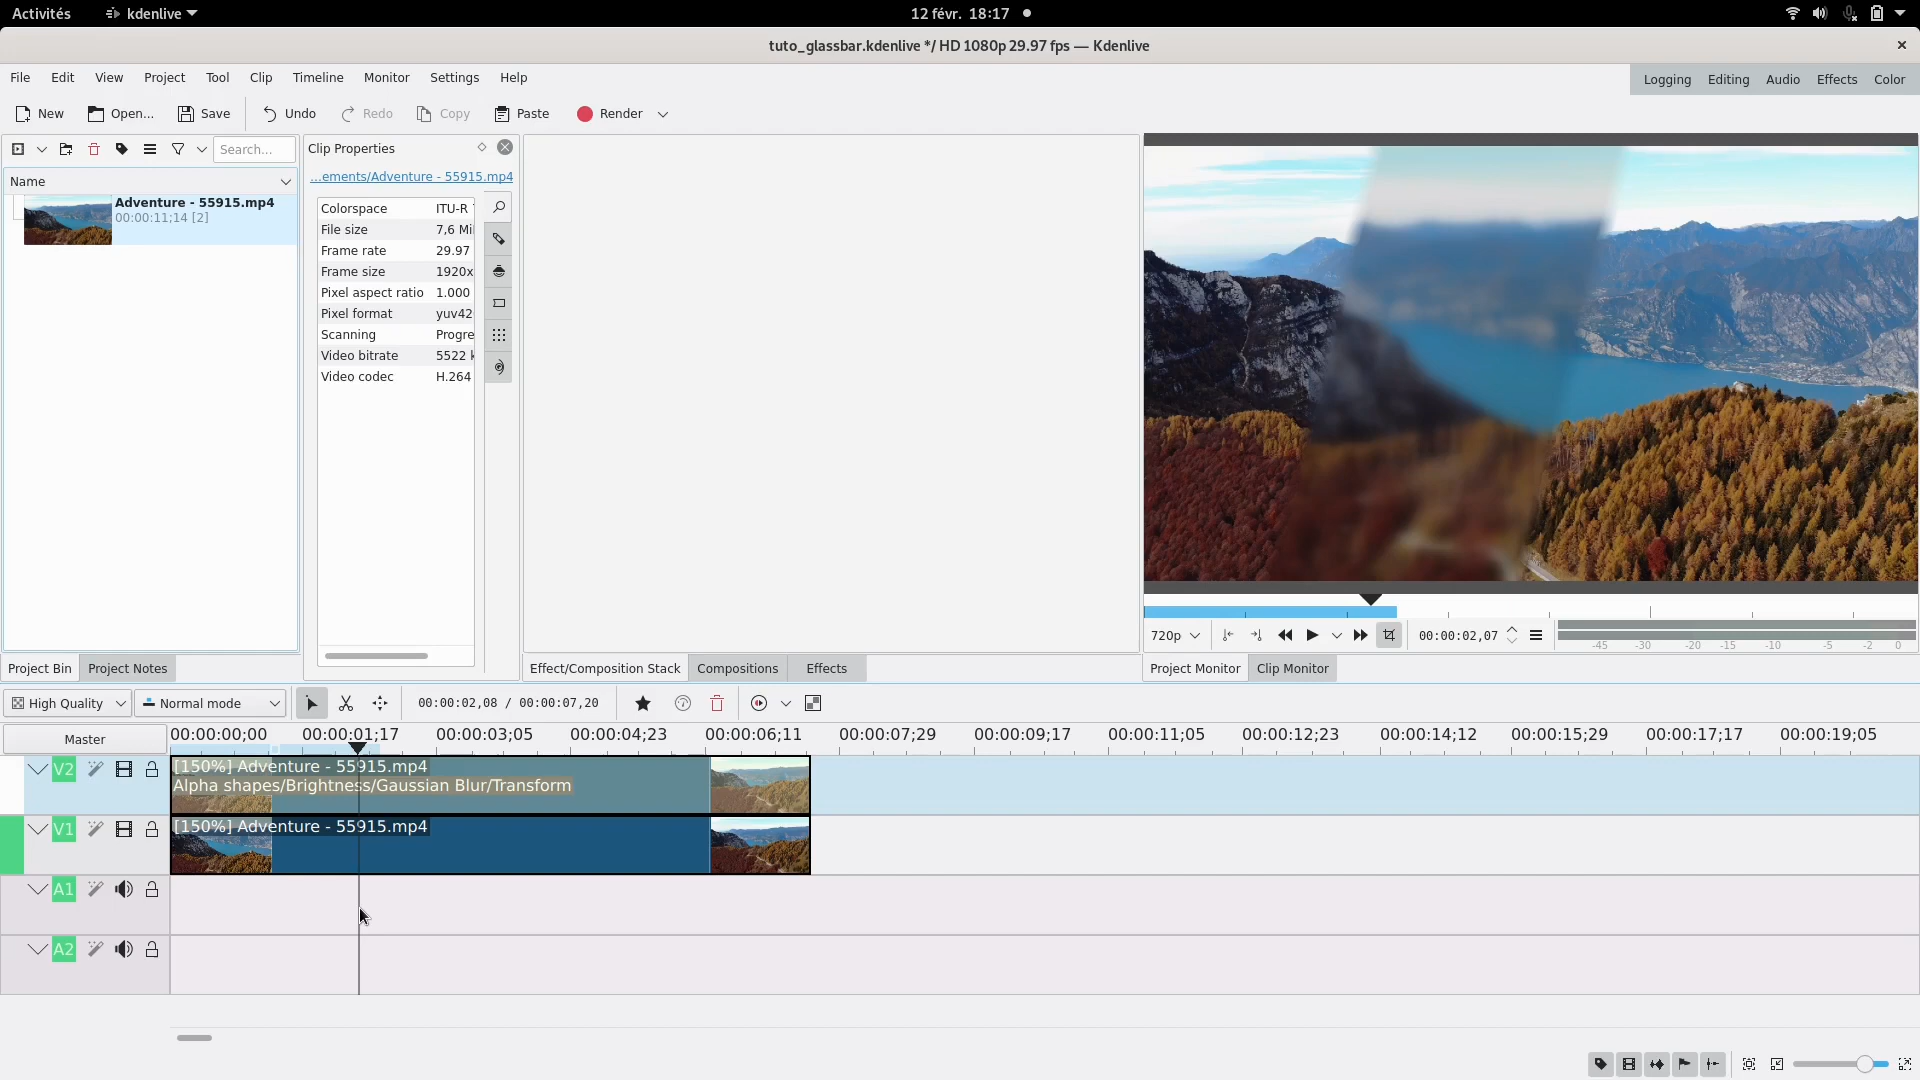 Activités
kdenlive
12 févr. 18:17
tuto_glassbar.kdenlive */ HD 1080p 29.97 fps — Kdenlive
File Edit View Project Tool Clip Timeline Monitor Settings Help
Logging Editing Audio Effects Color
New Open... Save Undo Redo Copy Paste Render
Search...
Name
Adventure - 55915.mp4
00:00:11;14 [2]
Project Bin Project Notes
Clip Properties
...ements/Adventure - 55915.mp4
Colorspace ITU-R
File size 7,6 Mi
Frame rate 29.97
Frame size 1920x
Pixel aspect ratio 1.000
Pixel format yuv42
Scanning Progre
Video bitrate 5522 k
Video codec H.264
Effect/Composition Stack Compositions Effects
720p 00:00:02,07
-45 -30 -20 -15 -10 -5 -2 0
Project Monitor Clip Monitor
High Quality Normal mode 00:00:02,08 / 00:00:07,20
Master
00:00:00;00 00:00:01;17 00:00:03;05 00:00:04;23 00:00:06;11 00:00:07;29 00:00:09;17 00:00:11;05 00:00:12;23 00:00:14;12 00:00:15;29 00:00:17;17 00:00:19;05
V2
[150%] Adventure - 55915.mp4
Alpha shapes/Brightness/Gaussian Blur/Transform
V1
[150%] Adventure - 55915.mp4
A1
A2